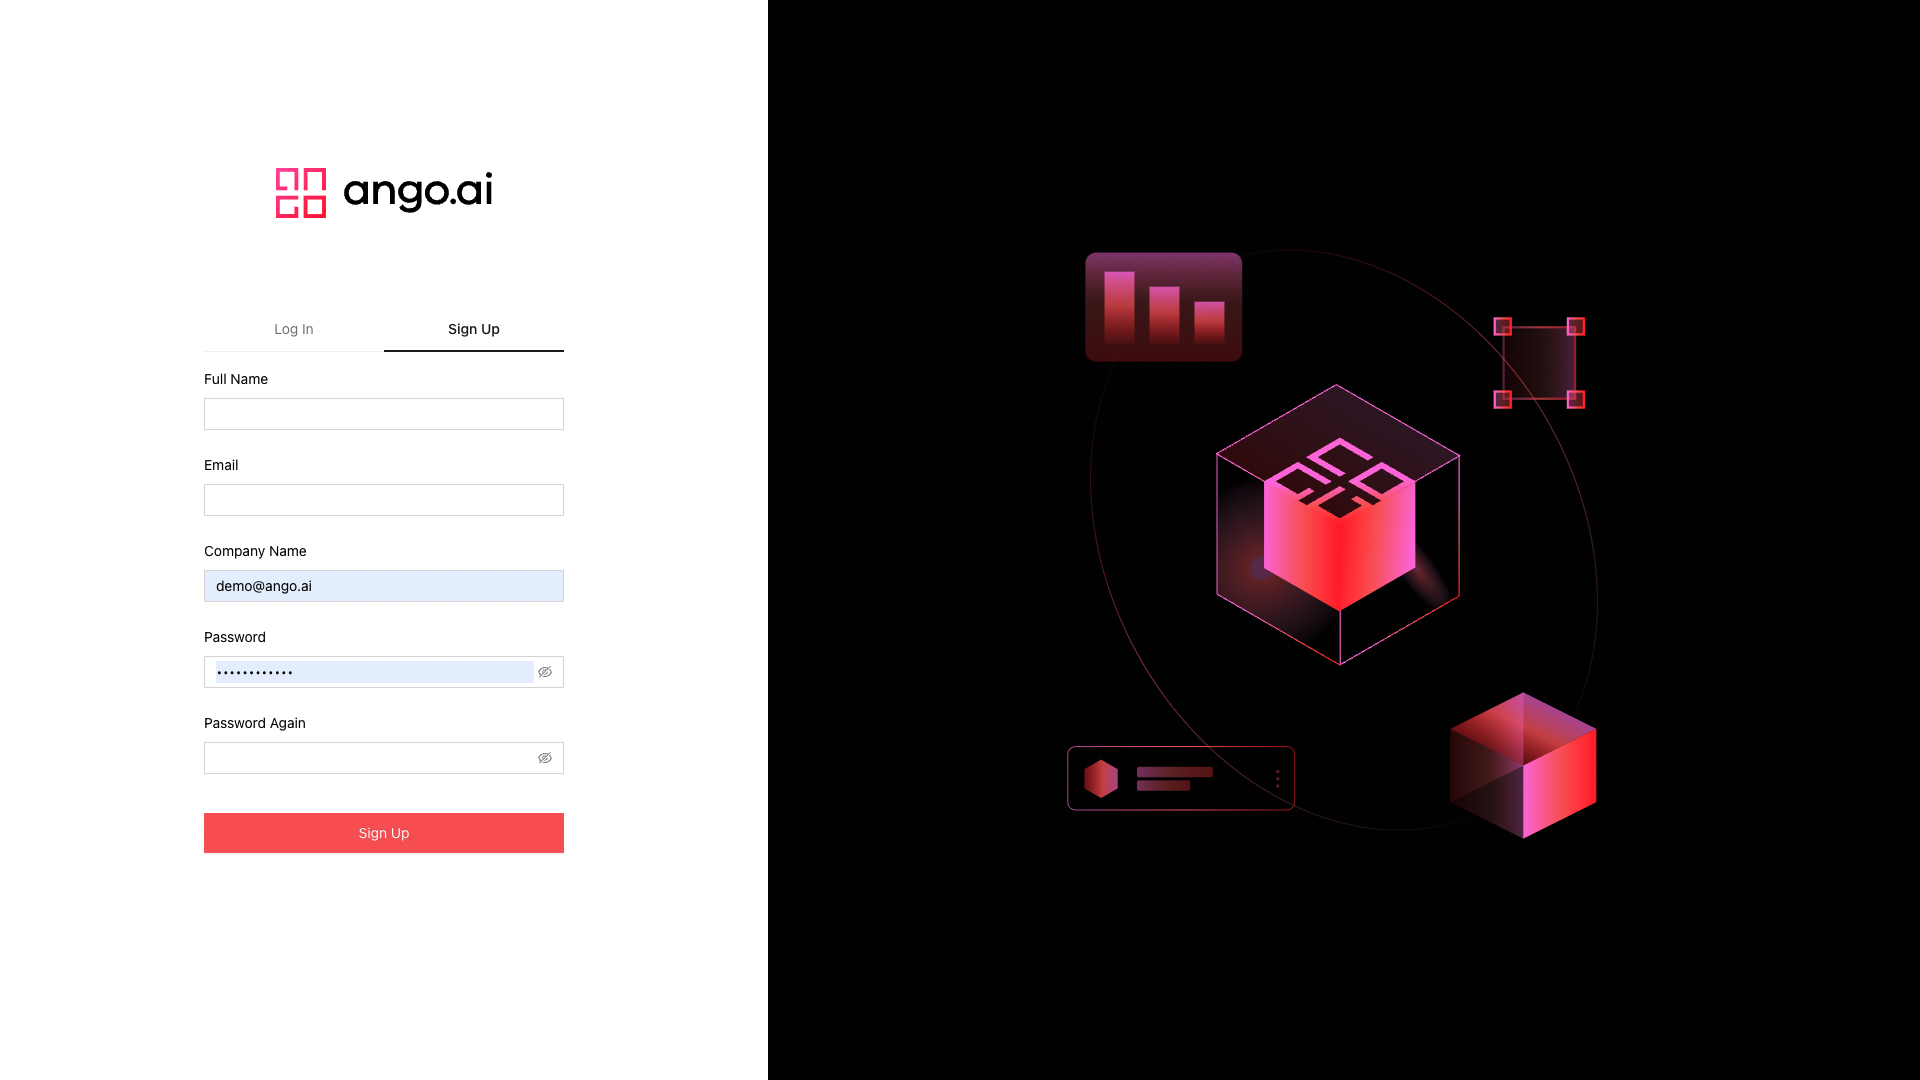 ango.ai
Log In
Sign Up
Full Name
Email
Company Name
demo@ango.ai
Password
••••••••••••
Password Again
Sign Up